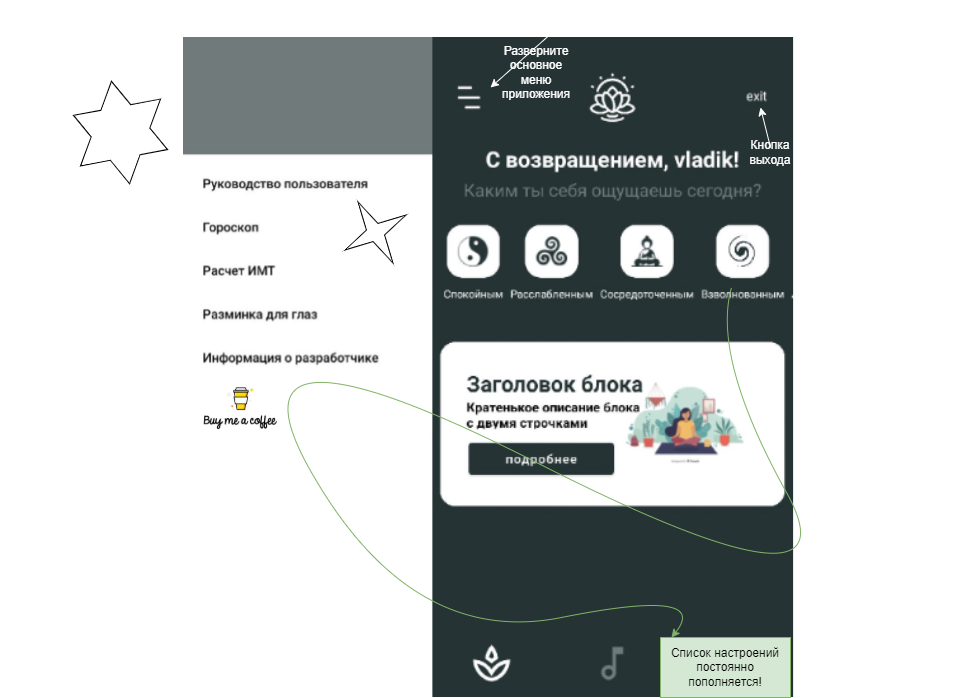 Разверните
основное
меню
приложения
exit
Кнопка
выхода
С возвращением, vladik!
Каким ты себя ощущаешь сегодня?
Руководство пользователя
Гороскоп
Расчет ИМТ
Разминка для глаз
Информация о разработчике
Buy me a coffee
Спокойным Расслабленным Сосредоточенным Взволнованным
Заголовок блока
Кратенькое описание блока
с двумя строчками
подробнее
Список настроений
постоянно
пополняется!